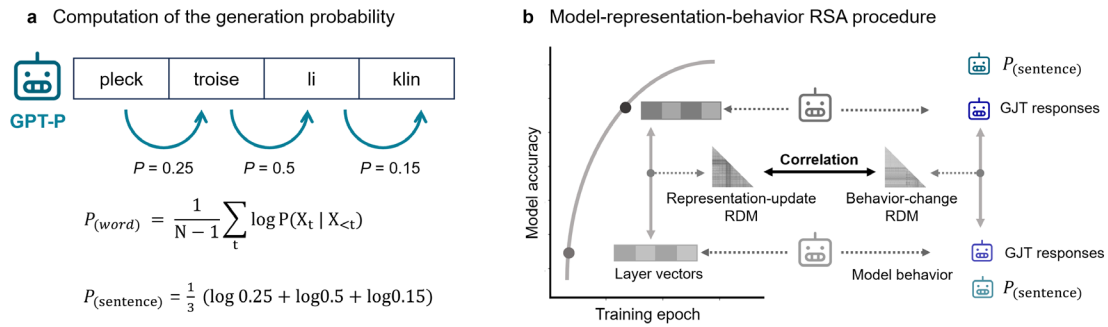 a Computation of the generation probability
pleck troise li klin
GPT-P
P = 0.25 P = 0.5 P = 0.15
P(word) = 1/(N − 1) ∑t log P(Xt | X<t)
P(sentence) = 1/3 (log 0.25 + log0.5 + log0.15)
b Model-representation-behavior RSA procedure
P(sentence)
GJT responses
Correlation
Representation-update
RDM
Behavior-change
RDM
GJT responses
Layer vectors
Model behavior
P(sentence)
Model accuracy
Training epoch